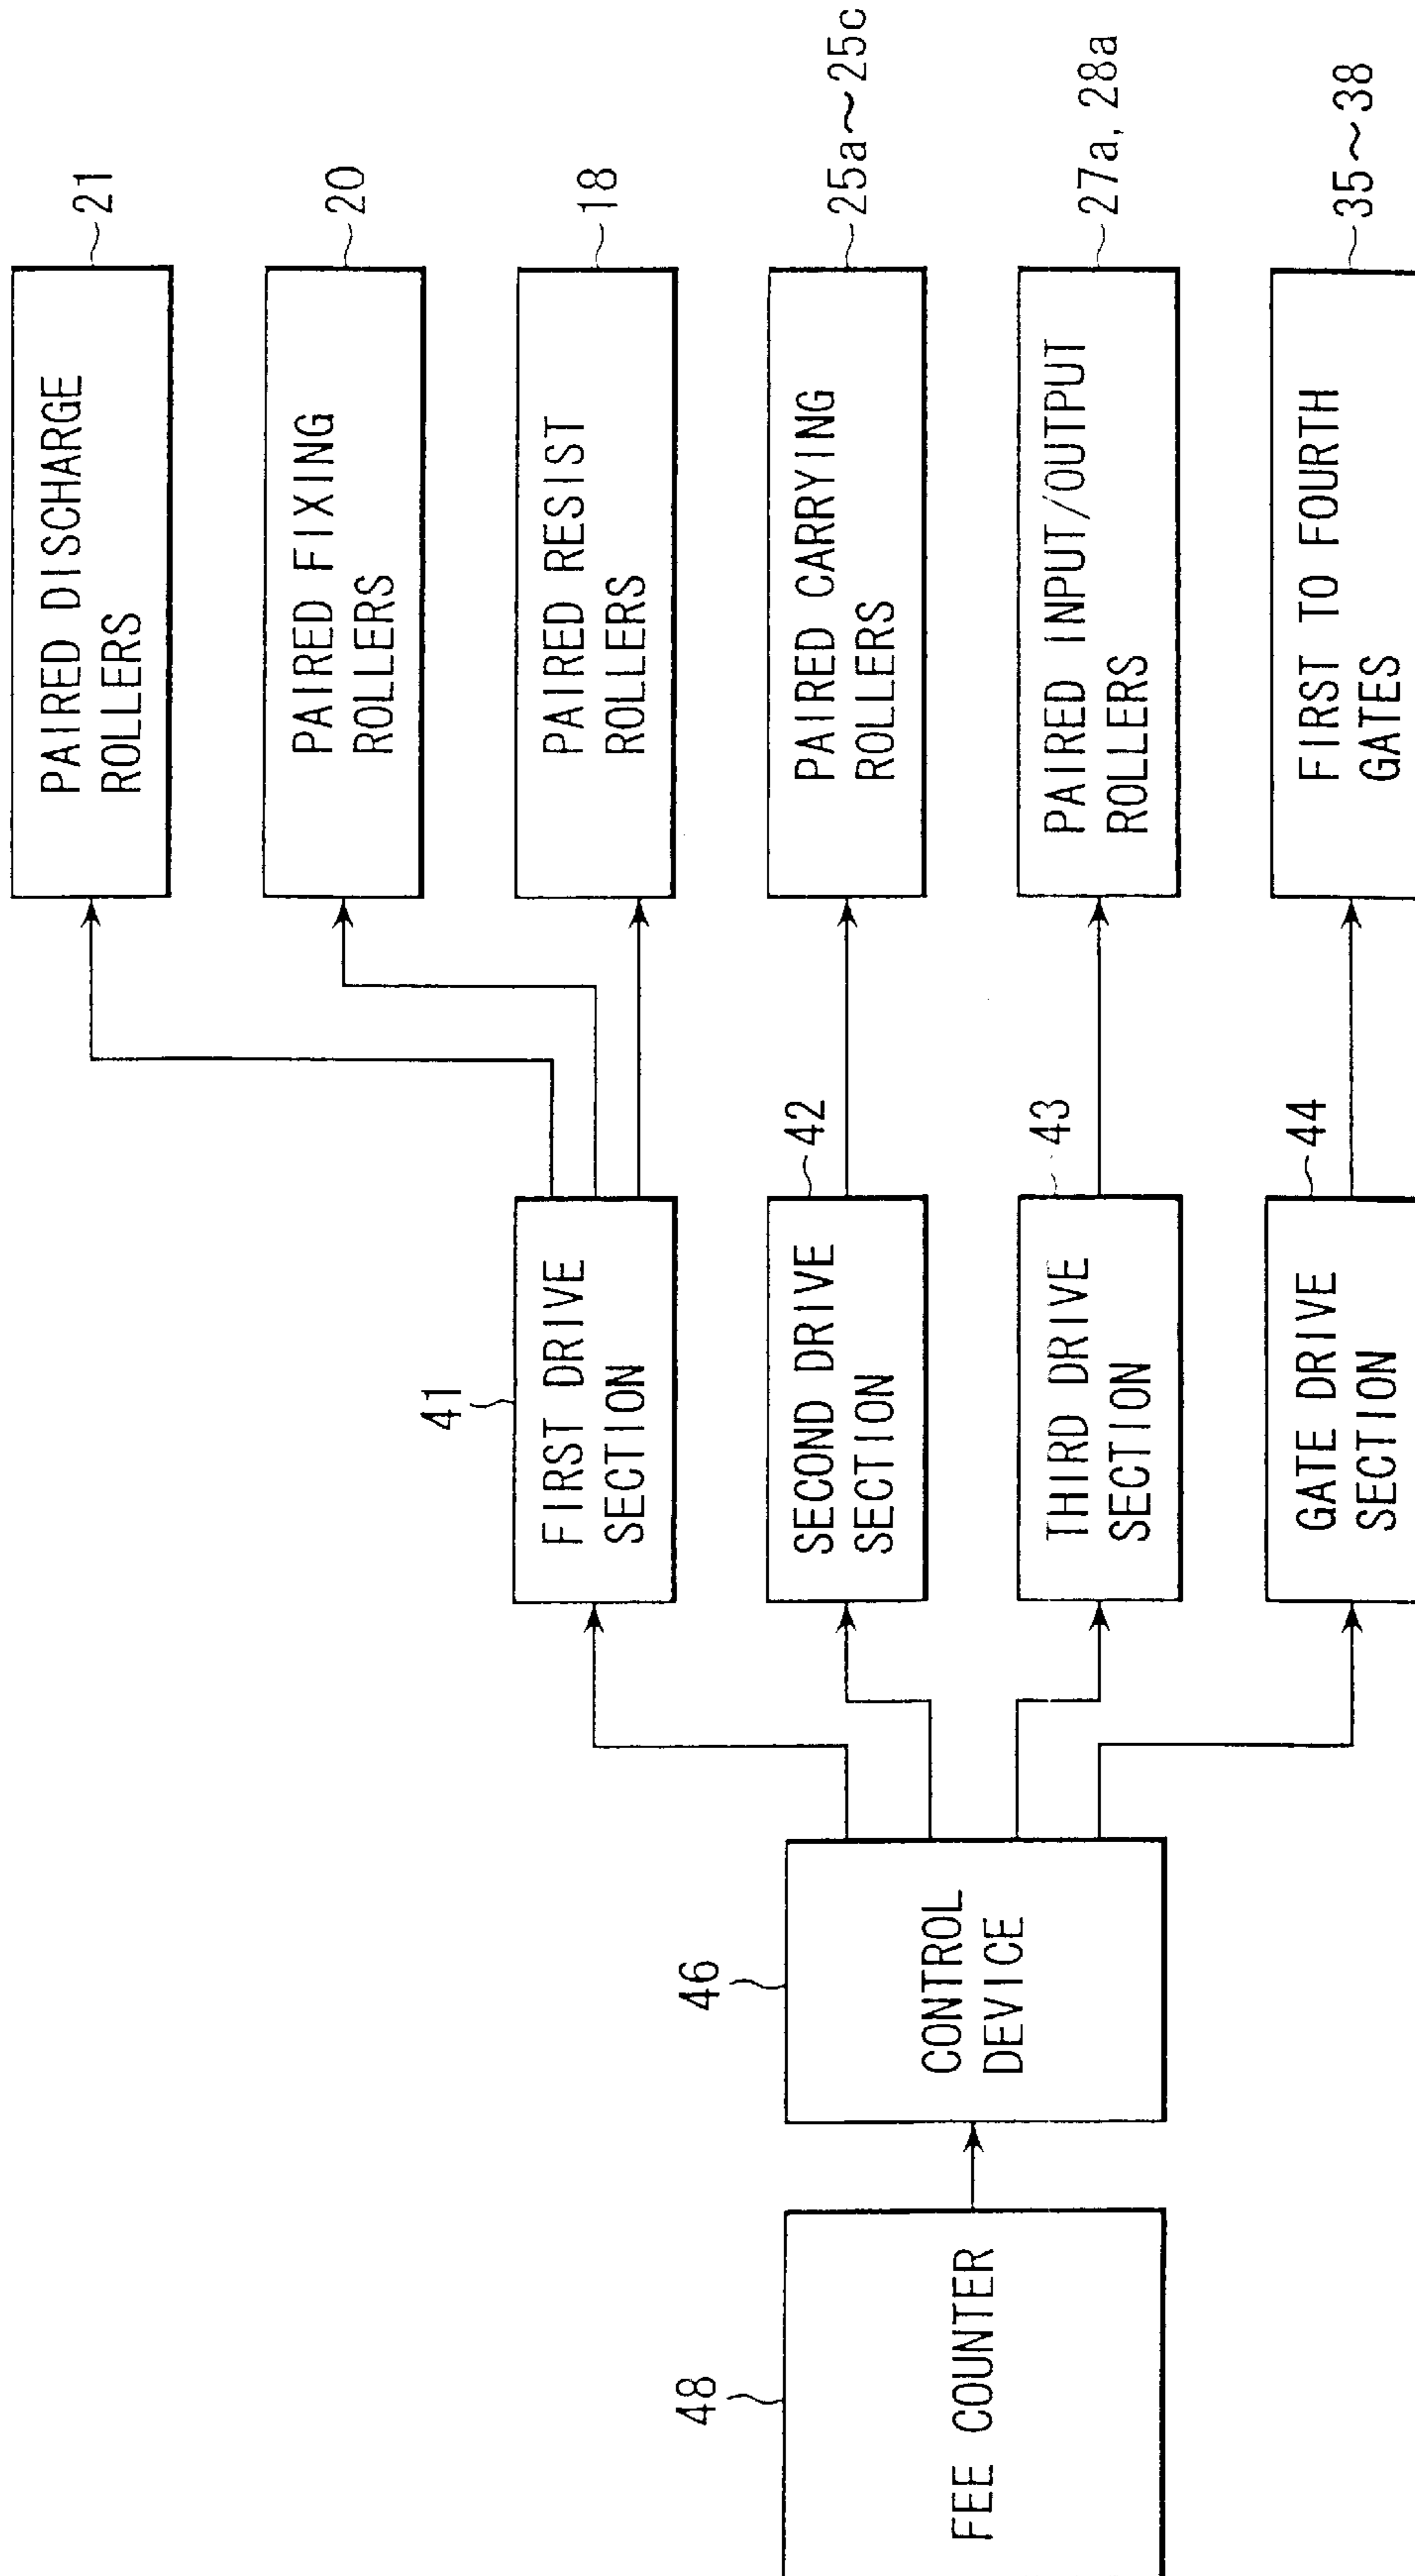 48
FEE COUNTER
46
CONTROL
DEVICE
41
FIRST DRIVE
SECTION
42
SECOND DRIVE
SECTION
43
THIRD DRIVE
SECTION
44
GATE DRIVE
SECTION
PAIRED DISCHARGE
ROLLERS
21
PAIRED FIXING
ROLLERS
20
PAIRED RESIST
ROLLERS
18
PAIRED CARRYING
ROLLERS
25a~25c
PAIRED INPUT/OUTPUT
ROLLERS
27a, 28a
FIRST TO FOURTH
GATES
35~38